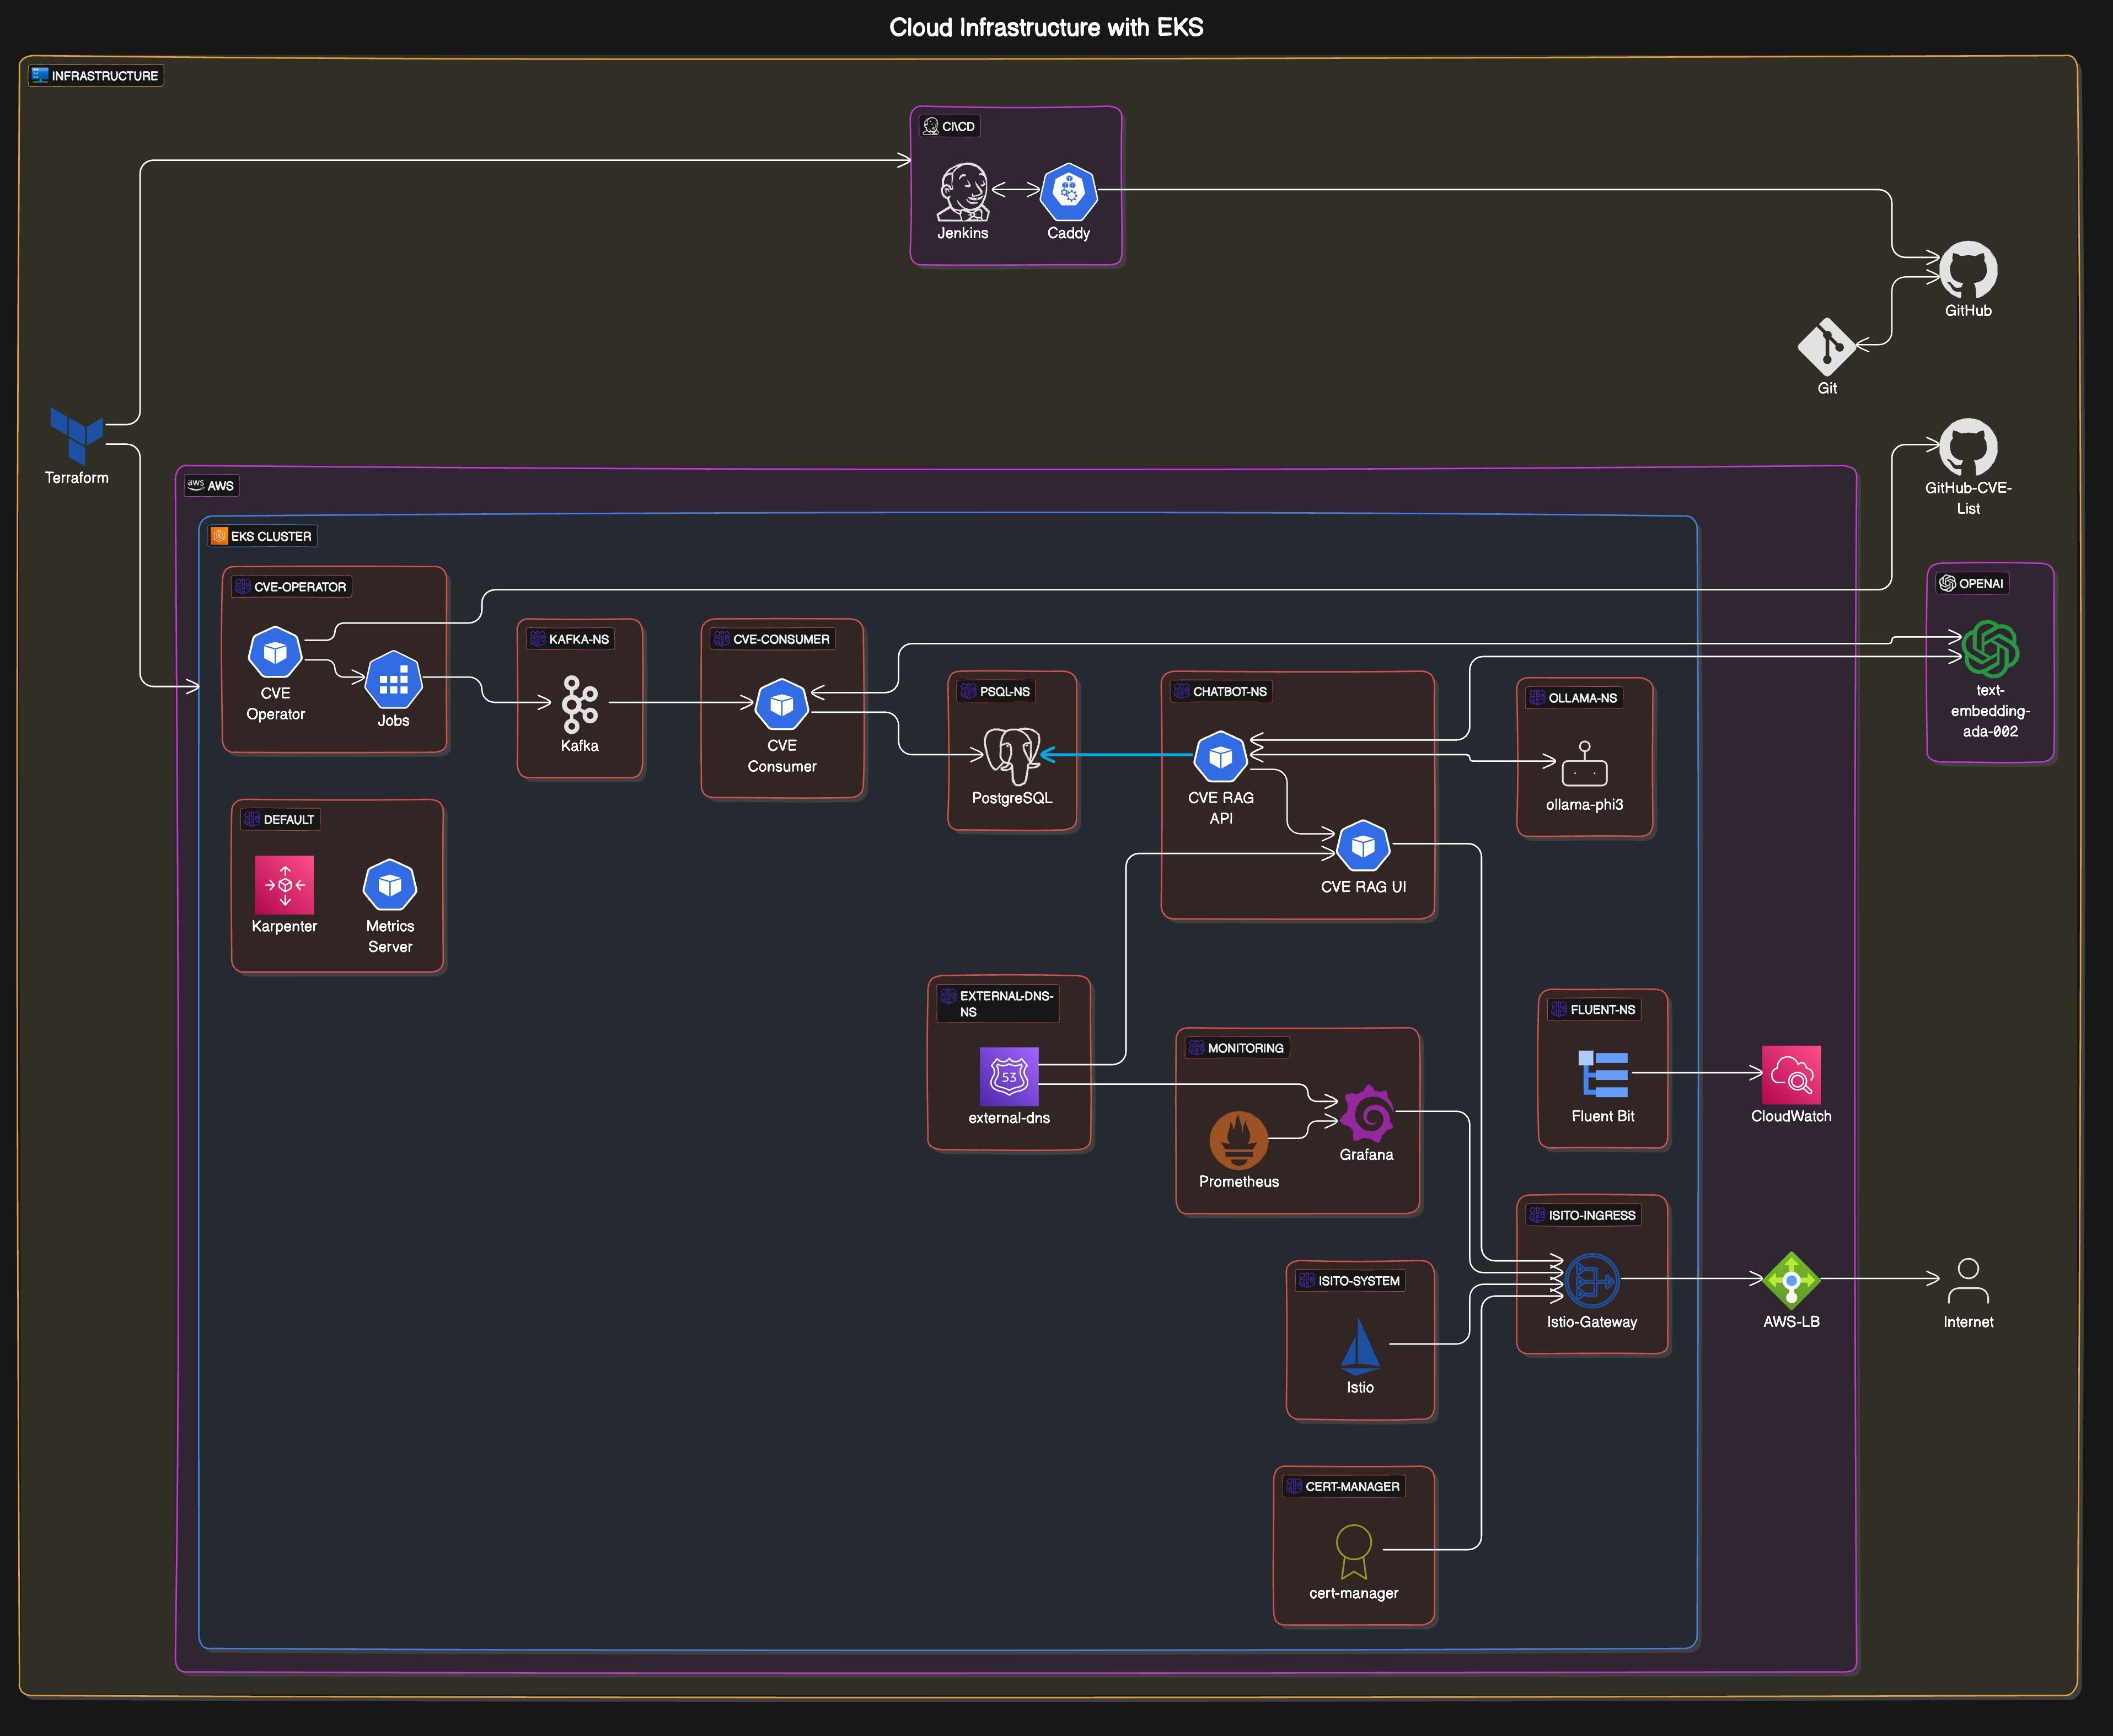 Cloud Infrastructure with EKS
INFRASTRUCTURE
CI\CD
Jenkins
Caddy
GitHub
Git
Terraform
GitHub-CVE-
List
aws AWS
EKS CLUSTER
CVE-OPERATOR
CVE
Operator
Jobs
KAFKA-NS
Kafka
CVE-CONSUMER
CVE
Consumer
PSQL-NS
PostgreSQL
CHATBOT-NS
CVE RAG
API
CVE RAG UI
OLLAMA-NS
ollama-phi3
OPENAI
text-
embedding-
ada-002
DEFAULT
Karpenter
Metrics
Server
EXTERNAL-DNS-
NS
53
external-dns
MONITORING
Prometheus
Grafana
FLUENT-NS
Fluent Bit
CloudWatch
ISITO-INGRESS
Istio-Gateway
AWS-LB
Internet
ISITO-SYSTEM
Istio
CERT-MANAGER
cert-manager